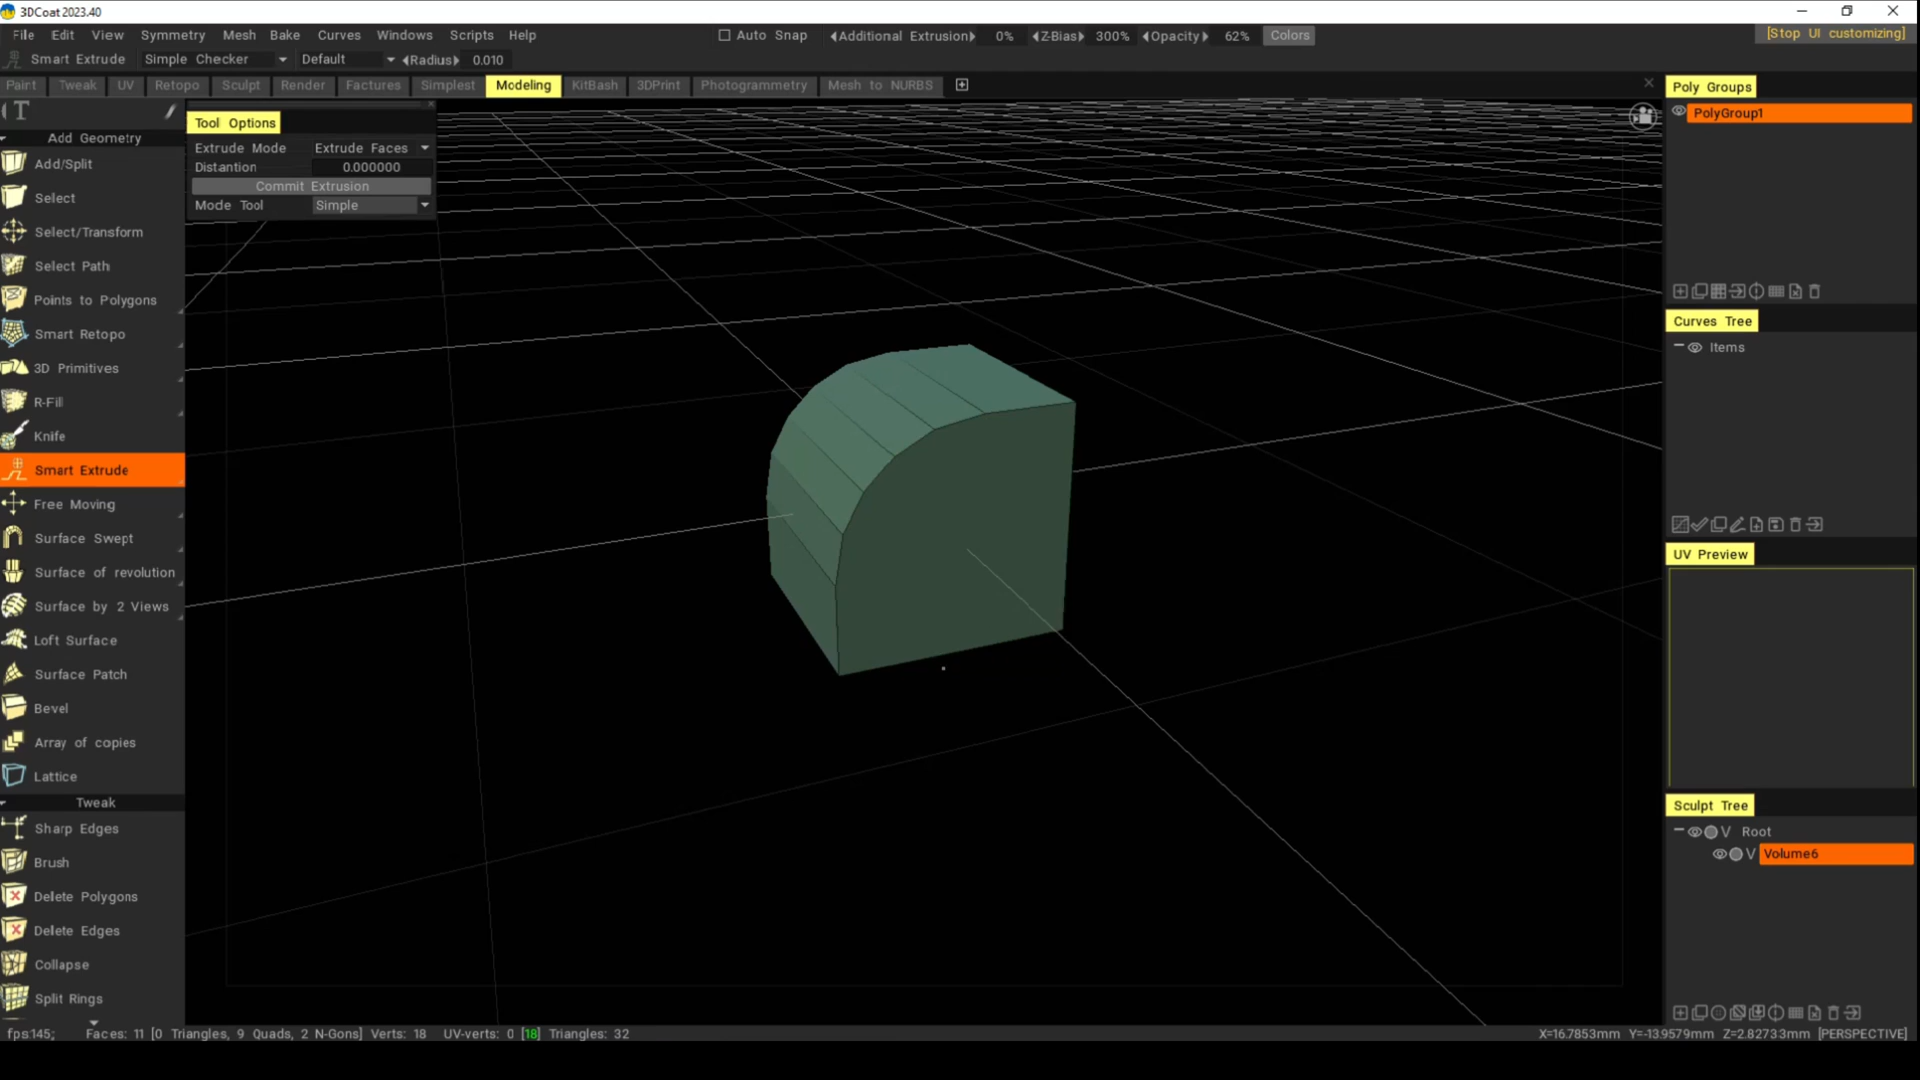 3DCoat 2023.40
File Edit View Symmetry Mesh Bake Curves Windows Scripts Help Auto Snap Additional Extrusion 0% Z-Bias 300% Opacity 62% Colors [Stop UI customizing]
Smart Extrude Simple Checker Default Radius 0.010
Paint Tweak UV Retopo Sculpt Render Factures Simplest Modeling KitBash 3DPrint Photogrammetry Mesh to NURBS
Poly Groups
PolyGroup1
T
Tool Options
Extrude Mode Extrude Faces
Distantion 0.000000
Commit Extrusion
Mode Tool Simple
Add Geometry
Add/Split
Select
Select/Transform
Select Path
Points to Polygons
Smart Retopo
3D Primitives
R-Fill
Knife
Smart Extrude
Free Moving
Surface Swept
Surface of revolution
Surface by 2 Views
Loft Surface
Surface Patch
Bevel
Array of copies
Lattice
Tweak
Sharp Edges
Brush
Delete Polygons
Delete Edges
Collapse
Split Rings
Curves Tree
Items
UV Preview
Sculpt Tree
V Root
V Volume6
fps:145; Faces: 11 [0 Triangles, 9 Quads, 2 N-Gons] Verts: 18 UV-verts: 0 [18] Triangles: 32
X=16.7853mm Y=-13.9579mm Z=2.82733mm [PERSPECTIVE]